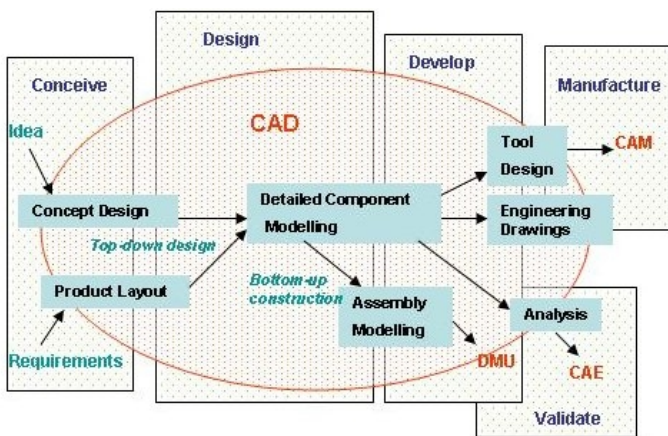 Design
Develop
Conceive
Manufacture
CAD
Idea
Tool
Design
CAM
Concept Design
Detailed Component
Modelling
Engineering
Drawings
Top-down design
Product Layout
Bottom-up
construction
Assembly
Modelling
Analysis
Requirements
DMU
CAE
Validate